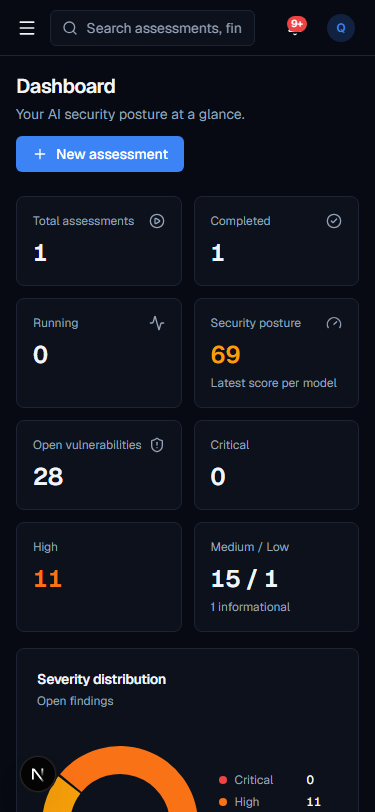 Search assessments, fin
9+
Q
Dashboard
Your AI security posture at a glance.
+ New assessment
Total assessments
1
Completed
1
Running
0
Security posture
69
Latest score per model
Open vulnerabilities
28
Critical
0
High
11
Medium / Low
15 / 1
1 informational
Severity distribution
Open findings
N
Critical 0
High 11